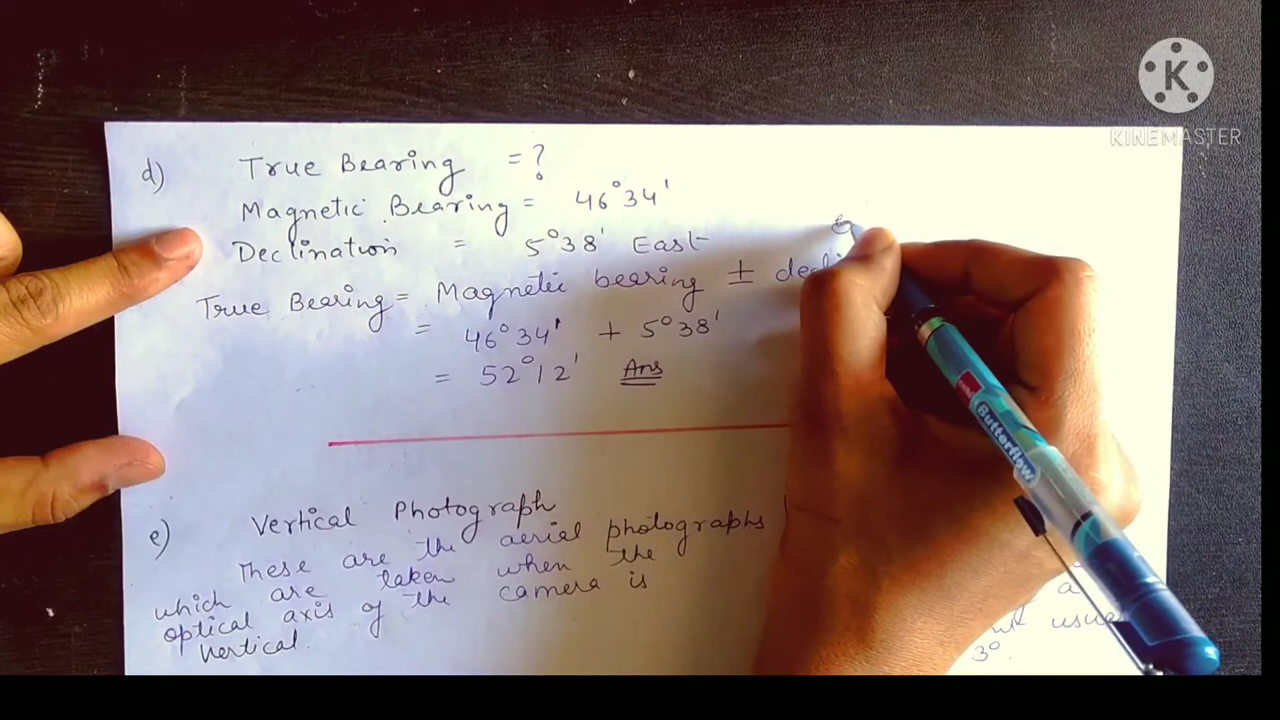 K
KINEMASTER
d) True Bearing = ?
Magnetic Bearing = 46°34'
Declination = 5°38' East
True Bearing = Magnetic bearing ±
= 46°34' + 5°38'
= 52°12' Ans
e) Vertical Photograph
These are the aerial photographs
which are taken when the
optical axis of the camera is
vertical.
3°.
Butterflow